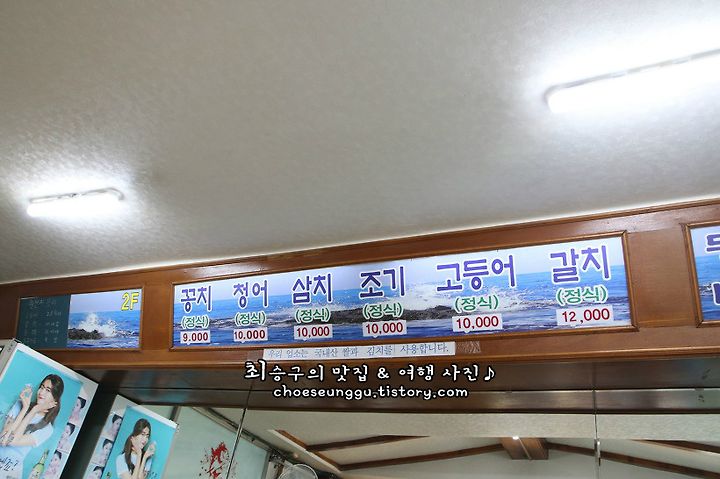 2F
꽁치 청어 삼치 조기 고등어 갈치
(정식) (정식) (정식) (정식) (정식) (정식)
9,000 10,000 10,000 10,000 10,000 12,000
우리 업소는 국내산 쌀과 김치를 사용합니다.
최승구의 맛집 & 여행 사진♪
choeseunggu.tistory.com